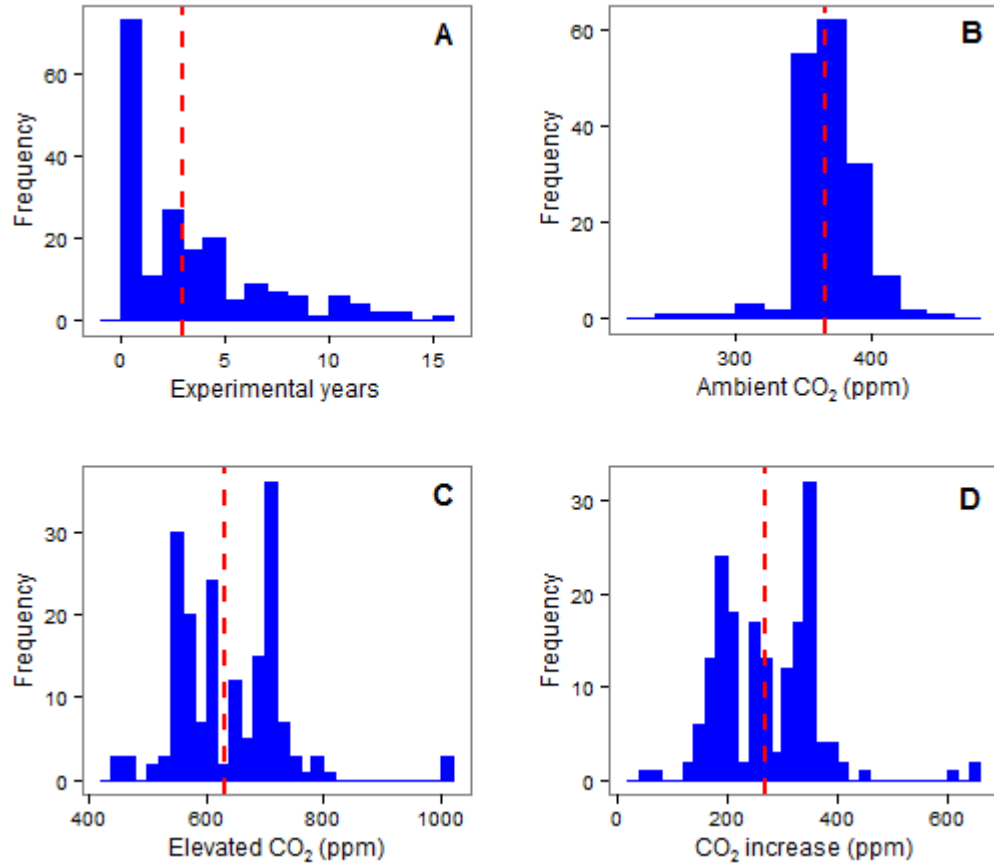 A
Frequency
60
40
20
0
0 5 10 15
Experimental years
B
Frequency
60
40
20
0
300 400
Ambient CO₂ (ppm)
C
Frequency
30
20
10
0
400 600 800 1000
Elevated CO₂ (ppm)
D
Frequency
30
20
10
0
0 200 400 600
CO₂ increase (ppm)